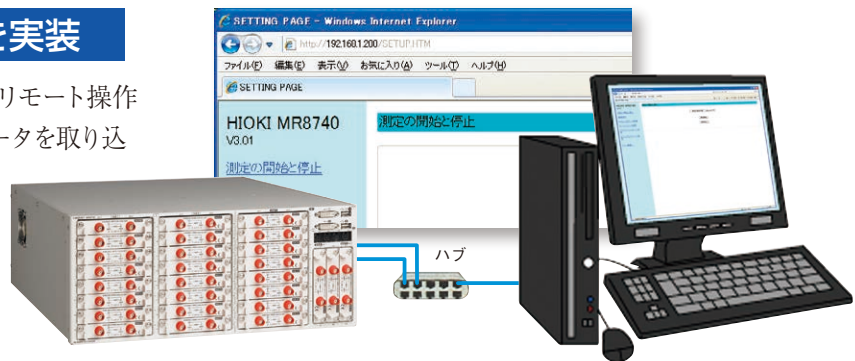 を実装
リモート操作
ータを取り込
SETTING PAGE - Windows Internet Explorer
http://192.168.1.200/SETUP.HTM
ファイル(F) 編集(E) 表示(V) お気に入り(A) ツール(T) ヘルプ(H)
SETTING PAGE
HIOKI MR8740
V3.01
測定の開始と停止
測定の開始と停止
ハブ